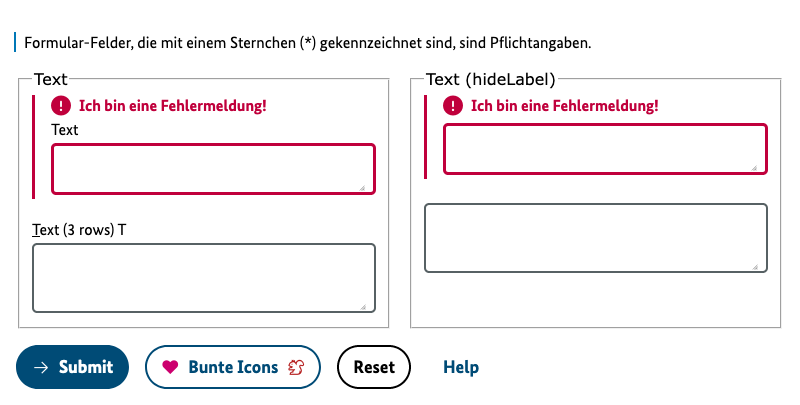 Formular-Felder, die mit einem Sternchen (*) gekennzeichnet sind, sind Pflichtangaben.
Text
Ich bin eine Fehlermeldung!
Text
Text (3 rows) T
Text (hideLabel)
Ich bin eine Fehlermeldung!
Submit
Bunte Icons
Reset
Help